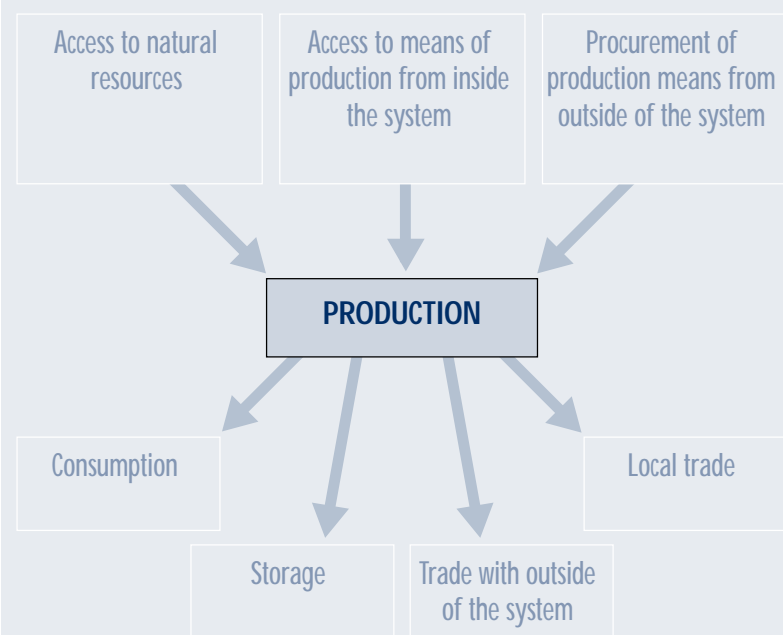 Access to natural
resources
Access to means of
production from inside
the system
Procurement of
production means from
outside of the system
PRODUCTION
Consumption
Local trade
Storage
Trade with outside
of the system